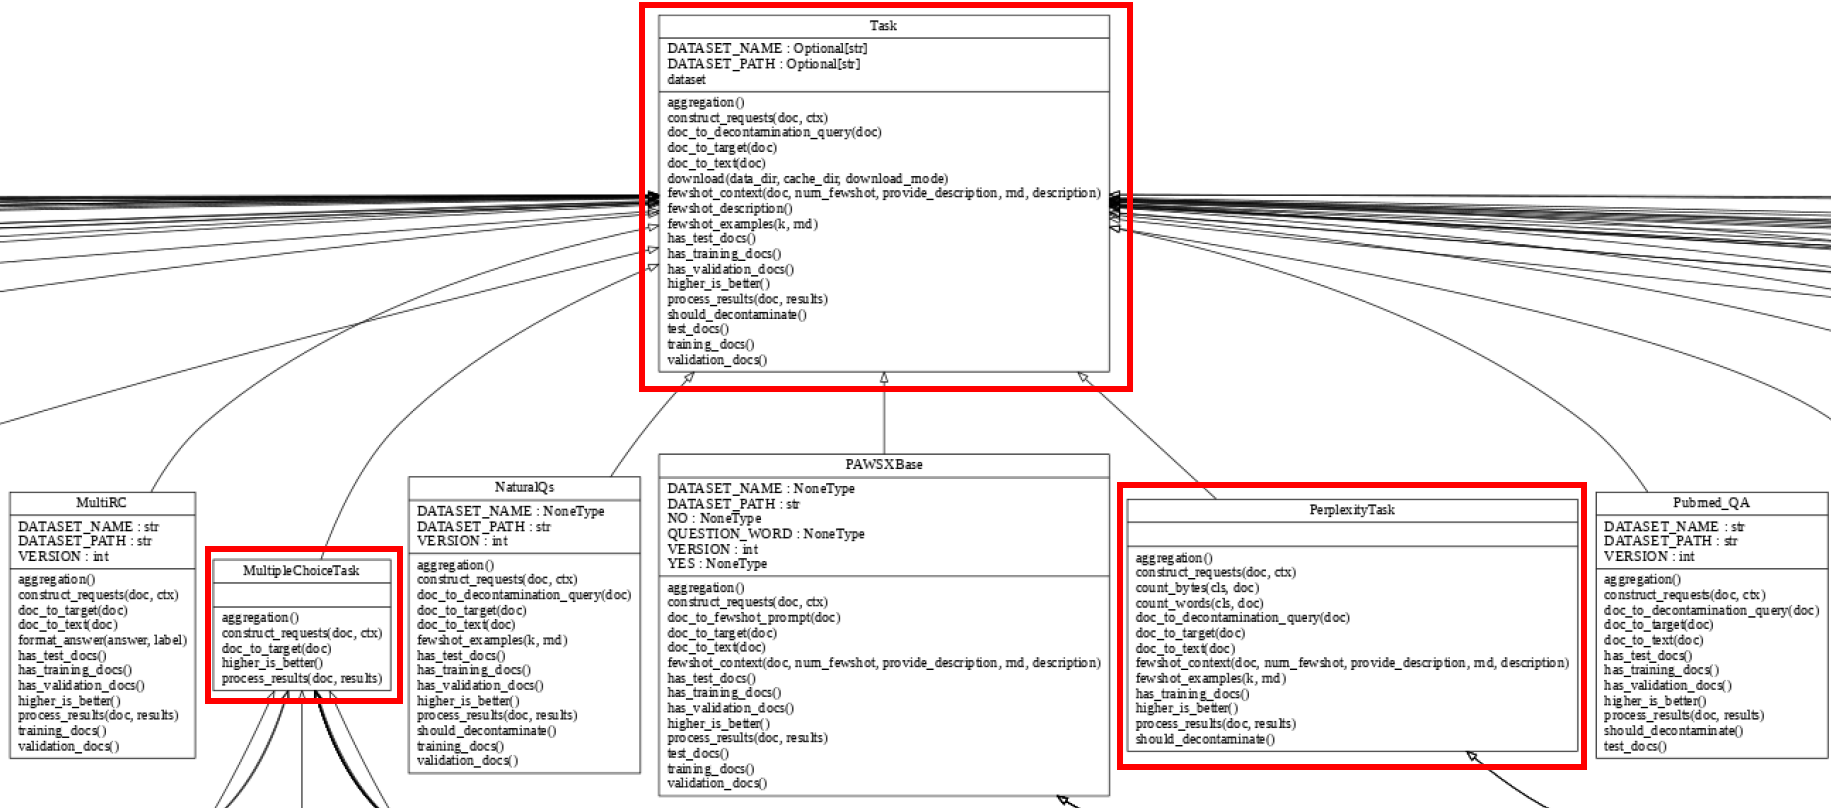 Task
DATASET_NAME : Optional[str]
DATASET_PATH : Optional[str]
dataset
aggregation()
construct_requests(doc, ctx)
doc_to_decontamination_query(doc)
doc_to_target(doc)
doc_to_text(doc)
download(data_dir, cache_dir, download_mode)
fewshot_context(doc, num_fewshot, provide_description, rnd, description)
fewshot_description()
fewshot_examples(k, rnd)
has_test_docs()
has_training_docs()
has_validation_docs()
higher_is_better()
process_results(doc, results)
should_decontaminate()
test_docs()
training_docs()
validation_docs()
MultiRC
DATASET_NAME : str
DATASET_PATH : str
VERSION : int
aggregation()
construct_requests(doc, ctx)
doc_to_target(doc)
doc_to_text(doc)
format_answer(answer, label)
has_test_docs()
has_training_docs()
has_validation_docs()
higher_is_better()
process_results(doc, results)
training_docs()
validation_docs()
MultipleChoiceTask
aggregation()
construct_requests(doc, ctx)
doc_to_target(doc)
higher_is_better()
process_results(doc, results)
NaturalQs
DATASET_NAME : NoneType
DATASET_PATH : str
VERSION : int
aggregation()
construct_requests(doc, ctx)
doc_to_decontamination_query(doc)
doc_to_target(doc)
doc_to_text(doc)
fewshot_examples(k, rnd)
has_test_docs()
has_training_docs()
has_validation_docs()
higher_is_better()
process_results(doc, results)
should_decontaminate()
training_docs()
validation_docs()
PAWSXBase
DATASET_NAME : NoneType
DATASET_PATH : str
NO : NoneType
QUESTION_WORD : NoneType
VERSION : int
YES : NoneType
aggregation()
construct_requests(doc, ctx)
doc_to_fewshot_prompt(doc)
doc_to_target(doc)
doc_to_text(doc)
fewshot_context(doc, num_fewshot, provide_description, rnd, description)
has_test_docs()
has_training_docs()
has_validation_docs()
higher_is_better()
process_results(doc, results)
test_docs()
training_docs()
validation_docs()
PerplexityTask
aggregation()
construct_requests(doc, ctx)
count_bytes(cls, doc)
count_words(cls, doc)
doc_to_decontamination_query(doc)
doc_to_target(doc)
doc_to_text(doc)
fewshot_context(doc, num_fewshot, provide_description, rnd, description)
fewshot_examples(k, rnd)
has_training_docs()
higher_is_better()
process_results(doc, results)
should_decontaminate()
Pubmed_QA
DATASET_NAME : str
DATASET_PATH : str
VERSION : int
aggregation()
construct_requests(doc, ctx)
doc_to_decontamination_query(doc)
doc_to_target(doc)
doc_to_text(doc)
has_test_docs()
has_training_docs()
has_validation_docs()
higher_is_better()
process_results(doc, results)
should_decontaminate()
test_docs()